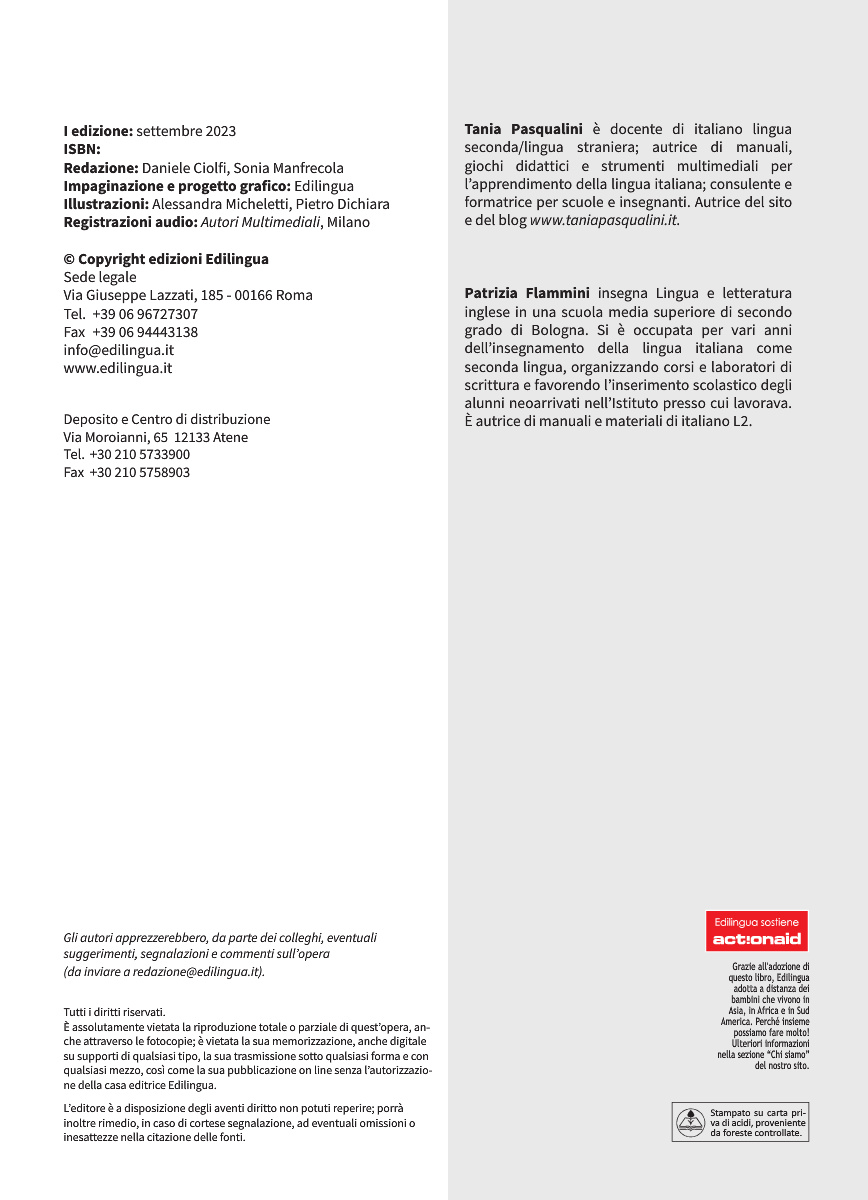 I edizione: settembre 2023
ISBN:
Redazione: Daniele Ciolfi, Sonia Manfrecola
Impaginazione e progetto grafico: Edilingua
Illustrazioni: Alessandra Micheletti, Pietro Dichiara
Registrazioni audio: Autori Multimediali, Milano
© Copyright edizioni Edilingua
Sede legale
Via Giuseppe Lazzati, 185 - 00166 Roma
Tel. +39 06 96727307
Fax +39 06 94443138
info@edilingua.it
www.edilingua.it
Deposito e Centro di distribuzione
Via Moroianni, 65 12133 Atene
Tel. +30 210 5733900
Fax +30 210 5758903
Gli autori apprezzerebbero, da parte dei colleghi, eventuali
suggerimenti, segnalazioni e commenti sull’opera
(da inviare a redazione@edilingua.it).
Tutti i diritti riservati.
È assolutamente vietata la riproduzione totale o parziale di quest’opera, an-
che attraverso le fotocopie; è vietata la sua memorizzazione, anche digitale
su supporti di qualsiasi tipo, la sua trasmissione sotto qualsiasi forma e con
qualsiasi mezzo, così come la sua pubblicazione on line senza l’autorizzazio-
ne della casa editrice Edilingua.
L’editore è a disposizione degli aventi diritto non potuti reperire; porrà
inoltre rimedio, in caso di cortese segnalazione, ad eventuali omissioni o
inesattezze nella citazione delle fonti.
Tania Pasqualini è docente di italiano lingua
seconda/lingua straniera; autrice di manuali,
giochi didattici e strumenti multimediali per
l’apprendimento della lingua italiana; consulente e
formatrice per scuole e insegnanti. Autrice del sito
e del blog www.taniapasqualini.it.
Patrizia Flammini insegna Lingua e letteratura
inglese in una scuola media superiore di secondo
grado di Bologna. Si è occupata per vari anni
dell’insegnamento della lingua italiana come
seconda lingua, organizzando corsi e laboratori di
scrittura e favorendo l’inserimento scolastico degli
alunni neoarrivati nell’Istituto presso cui lavorava.
È autrice di manuali e materiali di italiano L2.
Edilingua sostiene
act:onaid
Grazie all'adozione di
questo libro, Edilingua
adotta a distanza dei
bambini che vivono in
Asia, in Africa e in Sud
America. Perché insieme
possiamo fare molto!
Ulteriori informazioni
nella sezione “Chi siamo”
del nostro sito.
Stampato su carta pri-
va di acidi, proveniente
da foreste controllate.